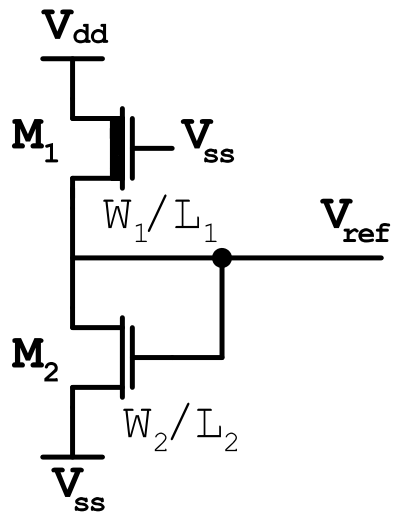 Vdd
M1
Vss
W1/L1
Vref
M2
W2/L2
Vss